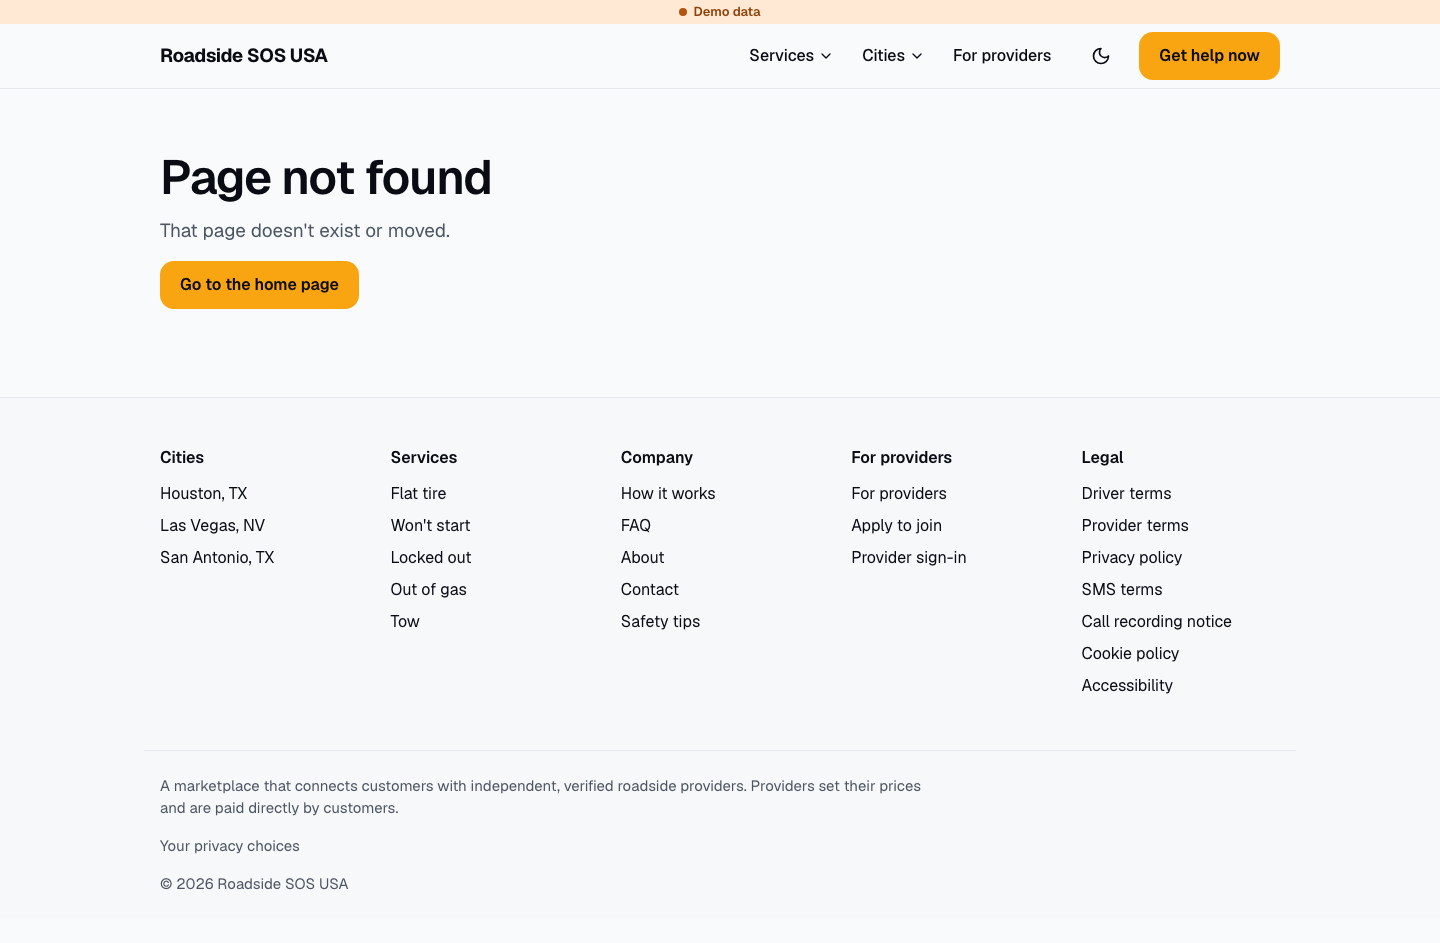 Demo data
Roadside SOS USA
Services
Cities
For providers
Get help now
Page not found
That page doesn't exist or moved.
Go to the home page
Cities
Houston, TX
Las Vegas, NV
San Antonio, TX
Services
Flat tire
Won't start
Locked out
Out of gas
Tow
Company
How it works
FAQ
About
Contact
Safety tips
For providers
For providers
Apply to join
Provider sign-in
Legal
Driver terms
Provider terms
Privacy policy
SMS terms
Call recording notice
Cookie policy
Accessibility
A marketplace that connects customers with independent, verified roadside providers. Providers set their prices
and are paid directly by customers.
Your privacy choices
© 2026 Roadside SOS USA